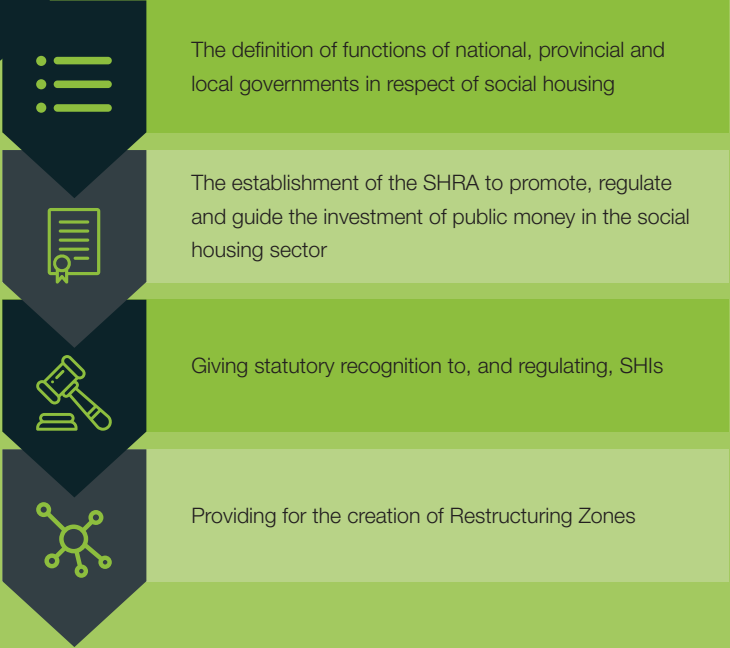 The definition of functions of national, provincial and
local governments in respect of social housing
The establishment of the SHRA to promote, regulate
and guide the investment of public money in the social
housing sector
Giving statutory recognition to, and regulating, SHIs
Providing for the creation of Restructuring Zones